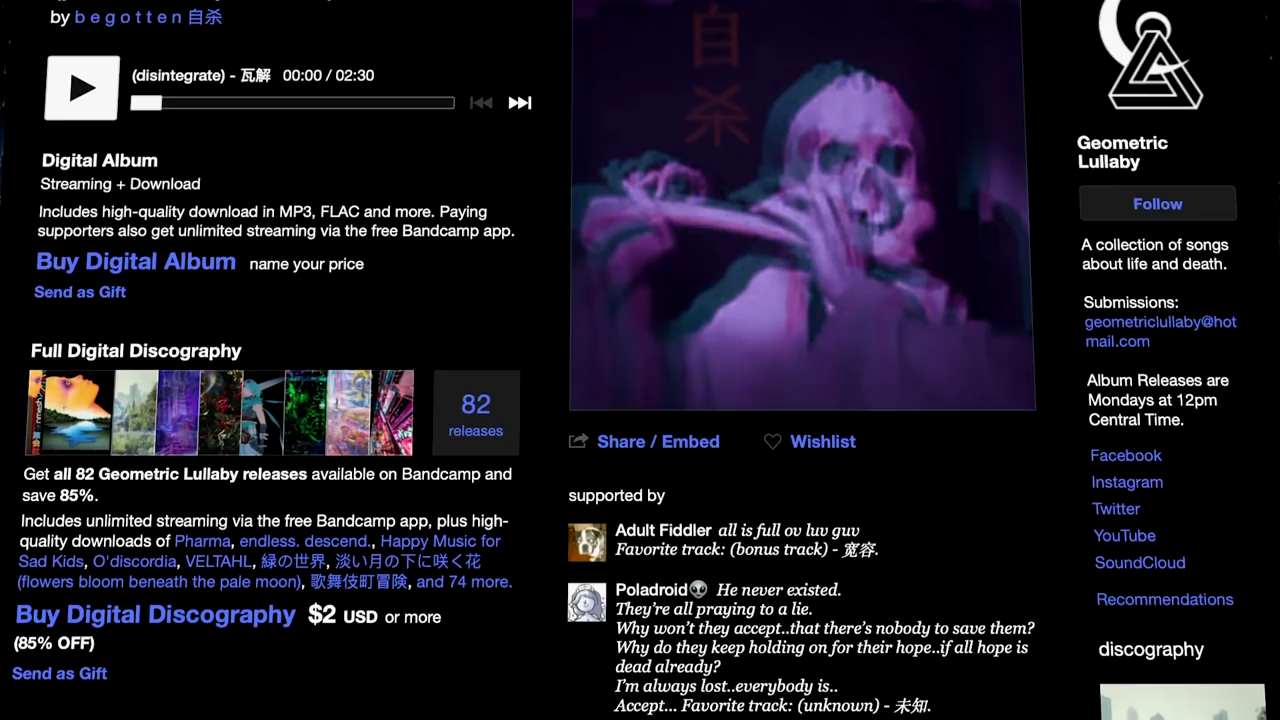 by b e g o t t e n 自杀
(disintegrate) - 瓦解 00:00 / 02:30
Digital Album
Streaming + Download
Includes high-quality download in MP3, FLAC and more. Paying
supporters also get unlimited streaming via the free Bandcamp app.
Buy Digital Album name your price
Send as Gift
Full Digital Discography
82
releases
Get all 82 Geometric Lullaby releases available on Bandcamp and
save 85%.
Includes unlimited streaming via the free Bandcamp app, plus high-
quality downloads of Pharma, endless. descend., Happy Music for
Sad Kids, O'discordia, VELTAHL, 緑の世界, 淡い月の下に咲く花
(flowers bloom beneath the pale moon), 歌舞伎町冒険, and 74 more.
Buy Digital Discography $2 USD or more
(85% OFF)
Send as Gift
自
杀
Share / Embed
Wishlist
supported by
Adult Fiddler all is full ov luv guv
Favorite track: (bonus track) - 宽容.
Poladroid👽 He never existed.
They're all praying to a lie.
Why won't they accept..that there's nobody to save them?
Why do they keep holding on for their hope..if all hope is
dead already?
I'm always lost..everybody is..
Accept... Favorite track: (unknown) - 未知.
Geometric
Lullaby
Follow
A collection of songs
about life and death.
Submissions:
geometriclullaby@hot
mail.com
Album Releases are
Mondays at 12pm
Central Time.
Facebook
Instagram
Twitter
YouTube
SoundCloud
Recommendations
discography